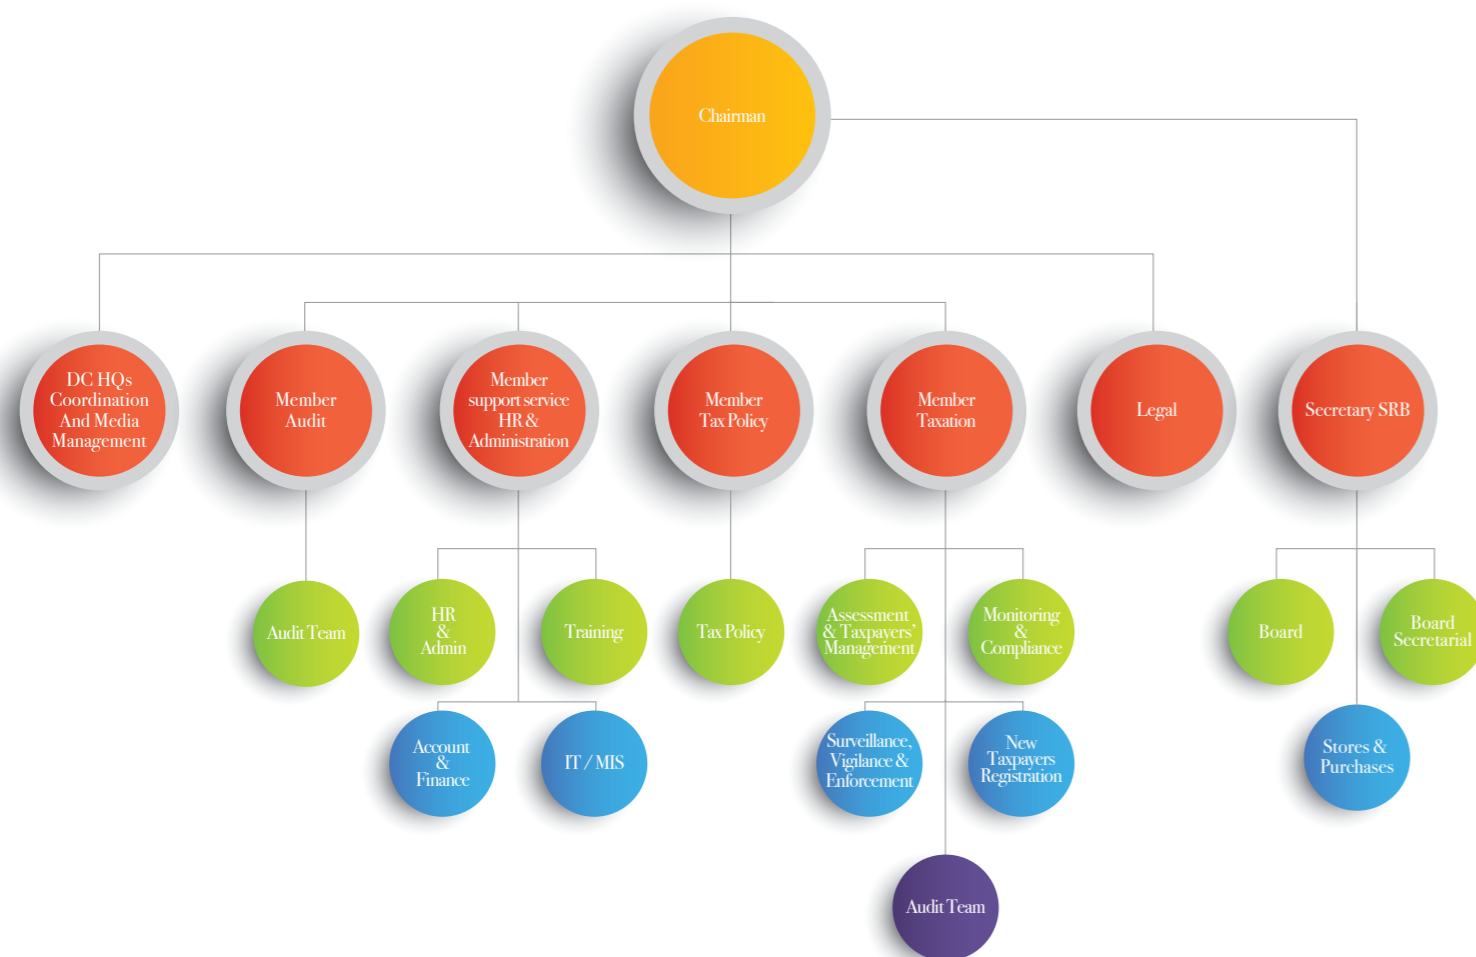 Chairman
DC HQs
Coordination
And Media
Management
Member
Audit
Member
support service
HR &
Administration
Member
Tax Policy
Member
Taxation
Legal
Secretary SRB
Audit Team
HR
&
Admin
Training
Tax Policy
Assessment
& Taxpayers’
Management
Monitoring
&
Compliance
Board
Board
Secretarial
Account
&
Finance
IT / MIS
Surveillance,
Vigilance &
Enforcement
New
Taxpayers
Registration
Stores &
Purchases
Audit Team